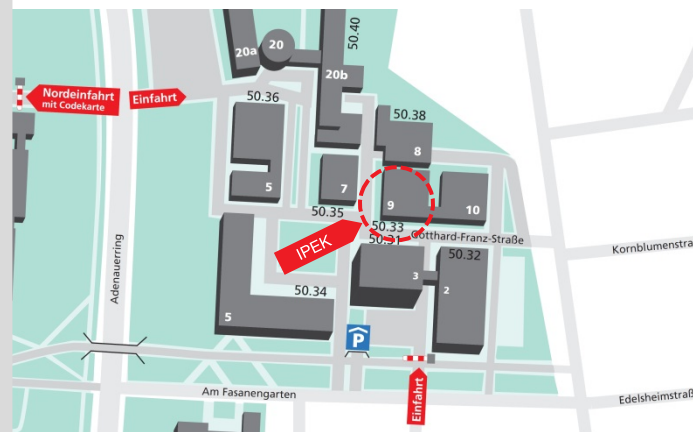 50.40
20
20a
20b
Nordeinfahrt
mit Codekarte
Einfahrt
50.36
50.38
8
5
7
9
10
50.35
50.33
50.31
Gotthard-Franz-Straße
Kornblumenstra
IPEK
50.32
3
2
50.34
Adenauerring
5
P
Am Fasanengarten
Einfahrt
Edelsheimstraß